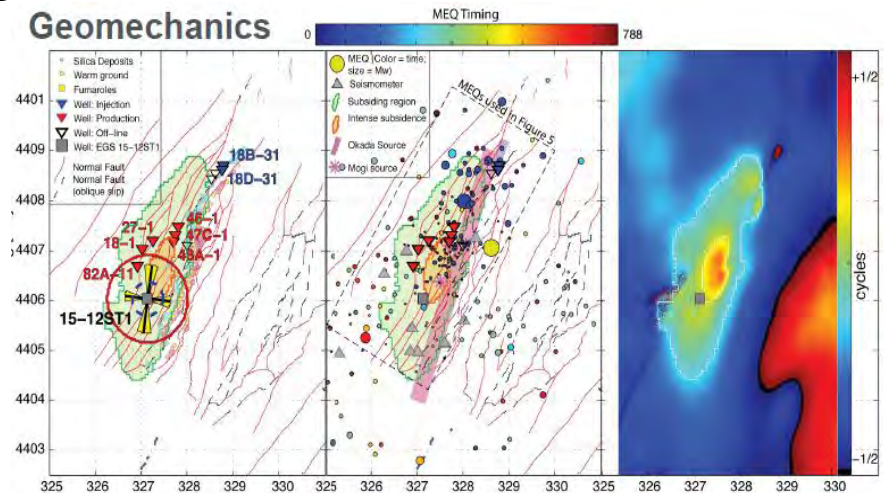 Geomechanics
MEQ Timing
0
788
Silica Deposits
Warm ground
Fumaroles
Well: Injection
Well: Production
Well: Off-line
Well: EGS 15-12ST1
Normal Fault
Normal Fault
(oblique slip)
MEQ (Color = time;
size = Mw)
Seismometer
Subsiding region
Intense subsidence
Okada Source
Mogi source
MEQs used in Figure 5
18B-31
18D-31
27-1
46-1
18-1
47C-1
48A-1
82A-11
15-12ST1
4401
4409
4408
4407
4406
4405
4404
4403
325 326 327 328 329 330
325 326 327 328 329 330 325
326 327 328 329 330
+1/2
cycles
-1/2